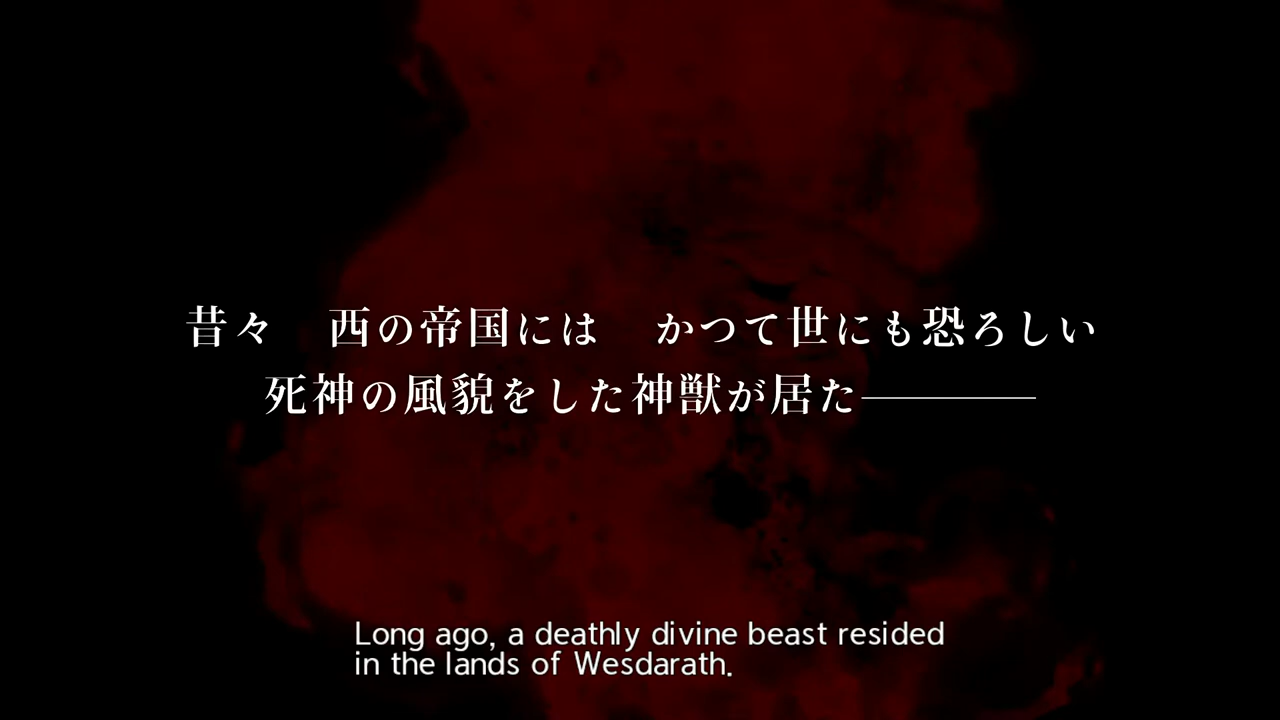 昔々　西の帝国には　かつて世にも恐ろしい
死神の風貌をした神獣が居た――――
Long ago, a deathly divine beast resided
in the lands of Wesdarath.